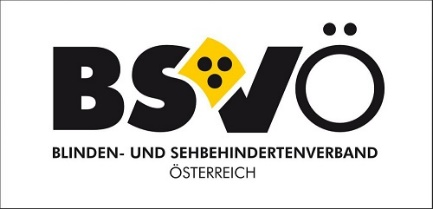 BSVÖ
BLINDEN- UND SEHBEHINDERTENVERBAND
ÖSTERREICH